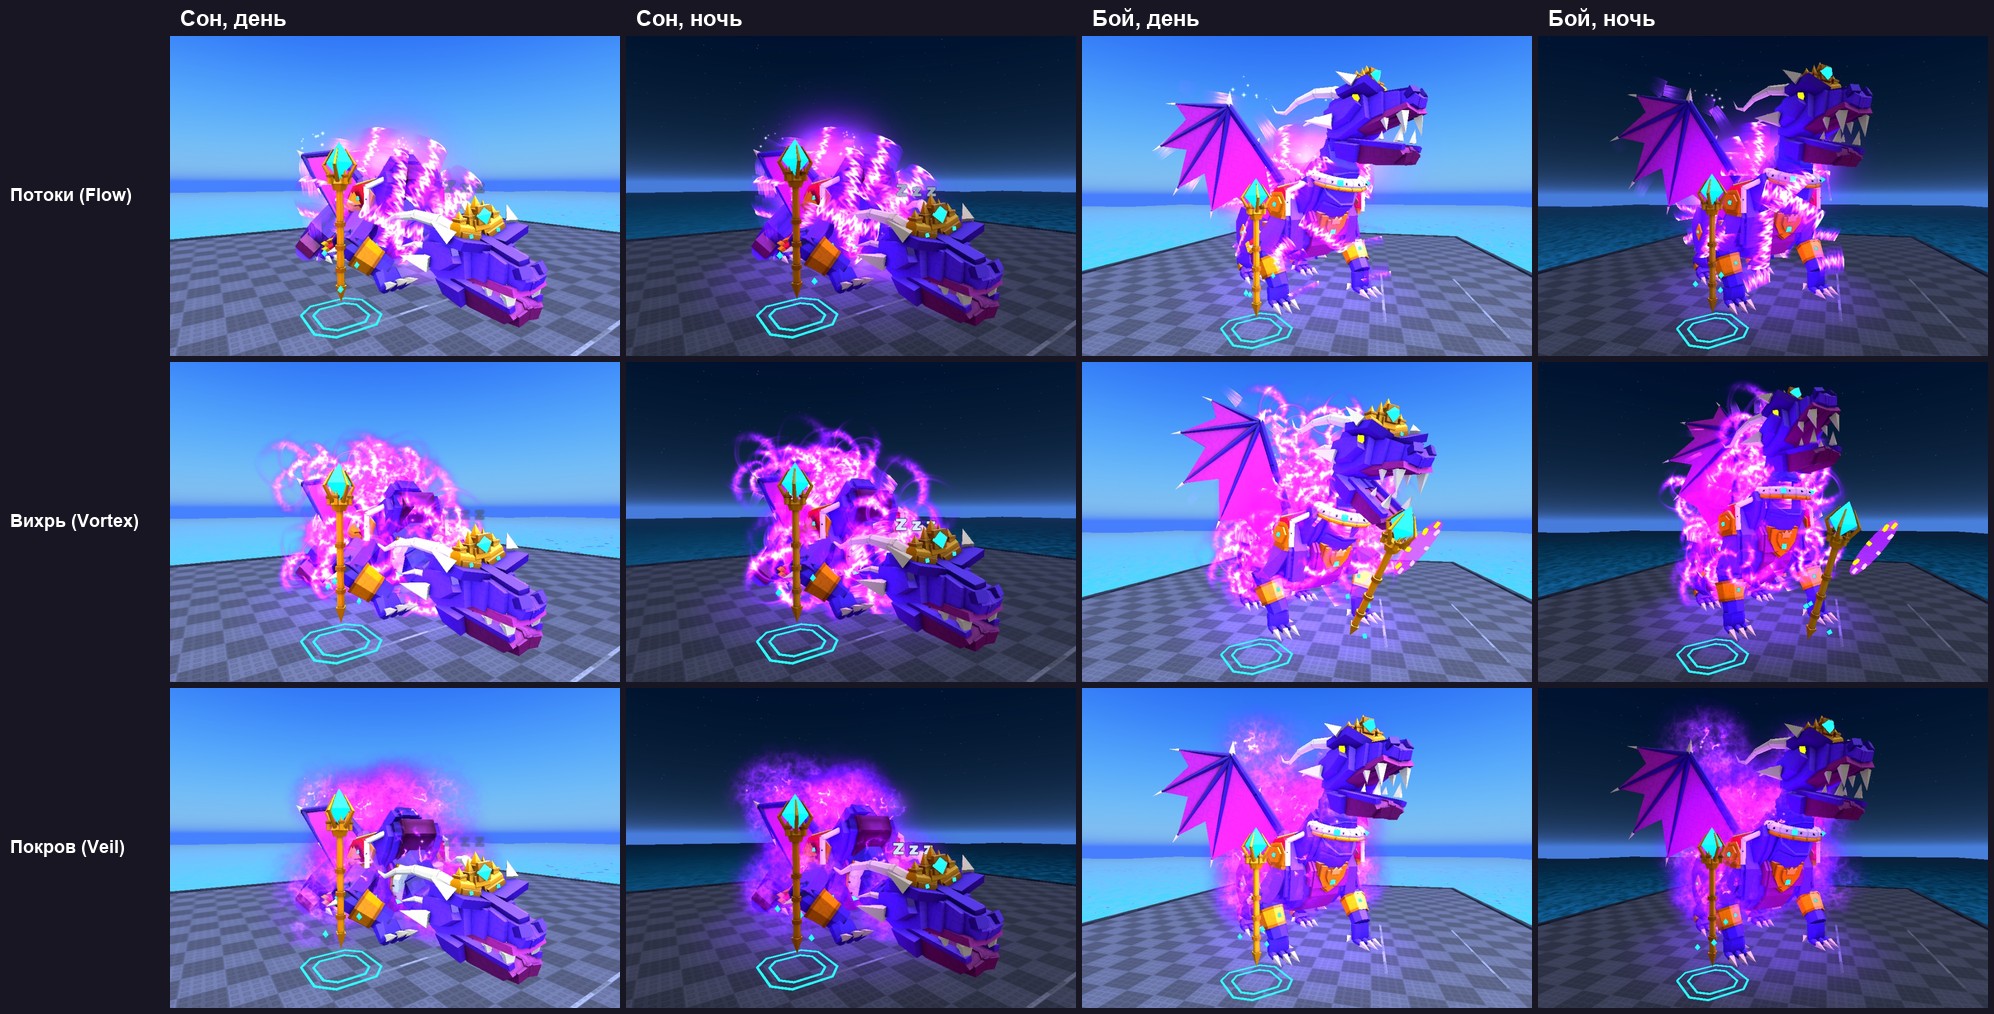 Сон, день
Сон, ночь
Бой, день
Бой, ночь
Потоки (Flow)
z z z
z z z
Вихрь (Vortex)
z z
Z z
Покров (Veil)
z z
Z z z